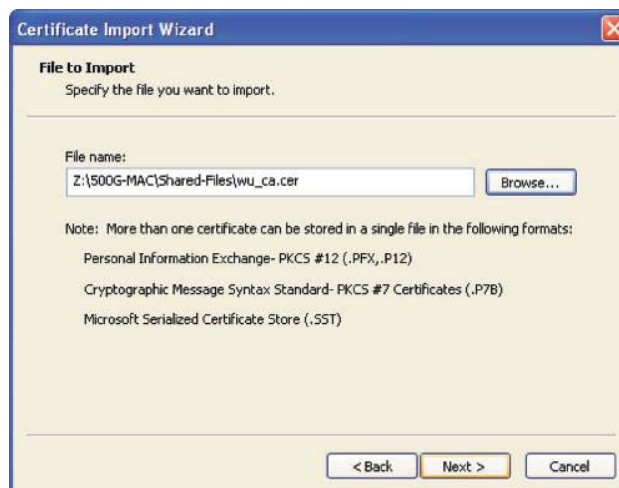 Certificate Import Wizard
File to Import
Specify the file you want to import.
File name:
Z:\500G-MAC\Shared-Files\wu_ca.cer
Browse...
Note: More than one certificate can be stored in a single file in the following formats:
Personal Information Exchange- PKCS #12 (.PFX,.P12)
Cryptographic Message Syntax Standard- PKCS #7 Certificates (.P7B)
Microsoft Serialized Certificate Store (.SST)
< Back
Next >
Cancel